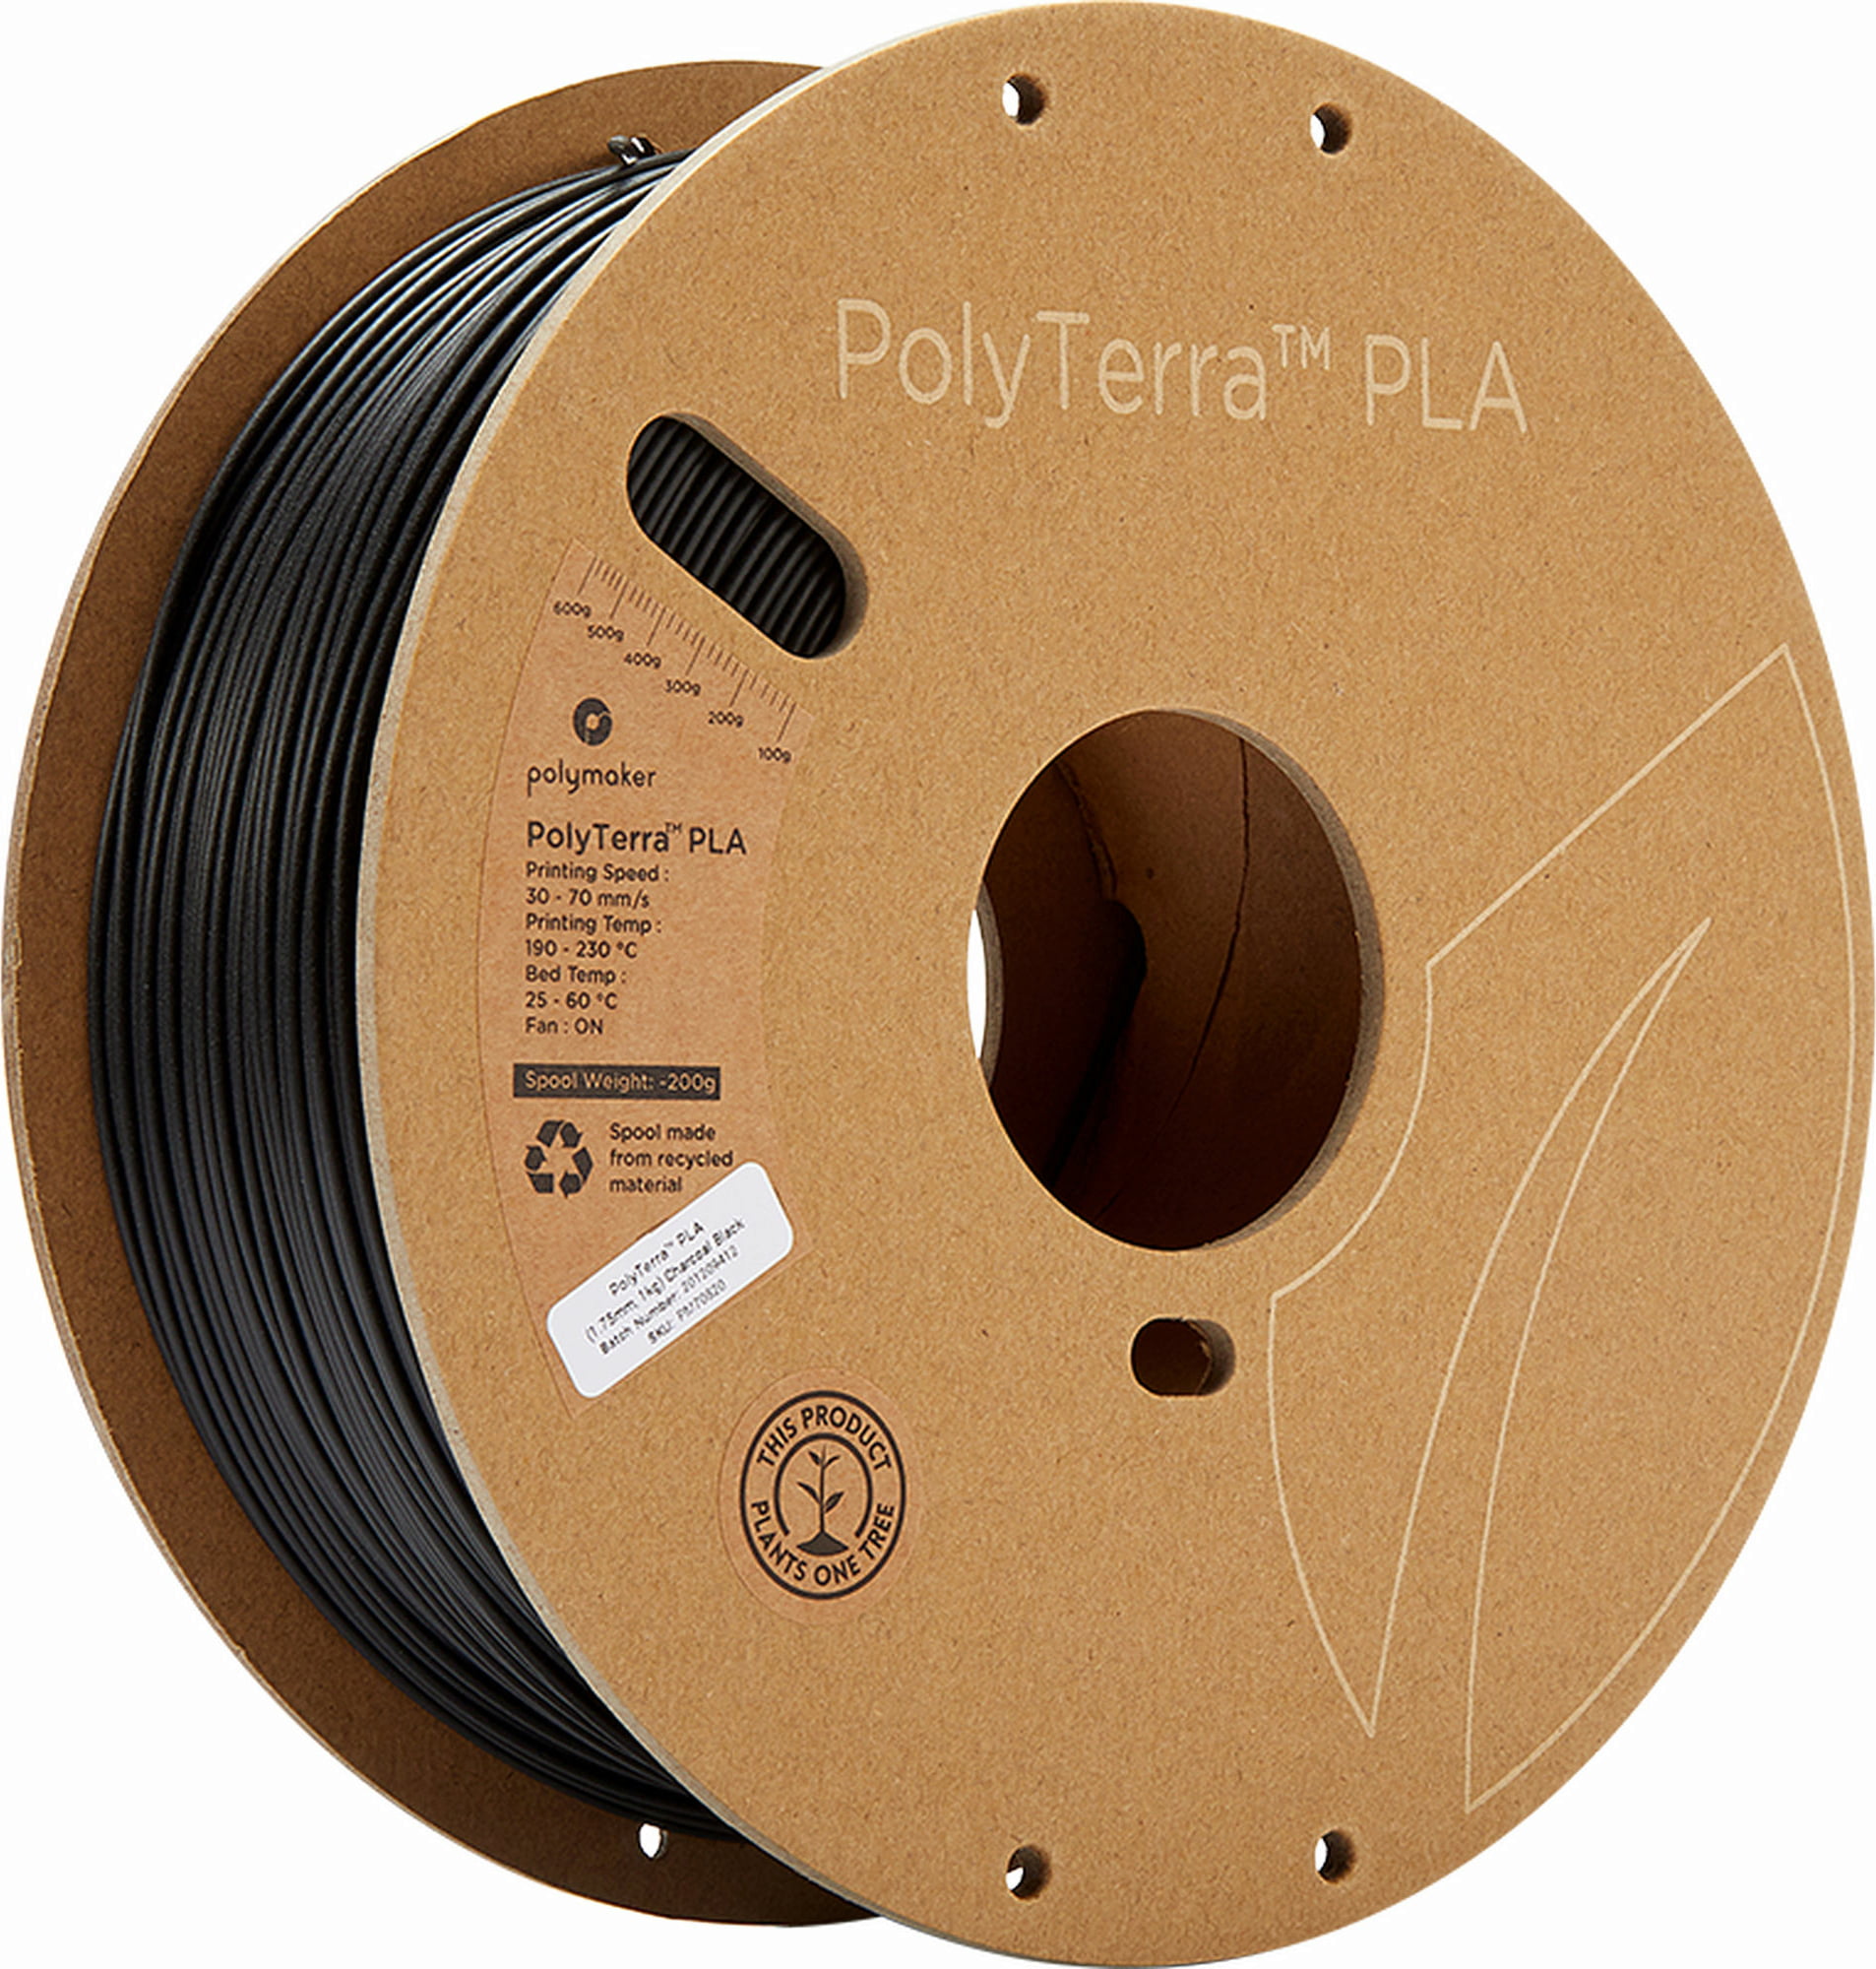 PolyTerra™ PLA
600g
500g
400g
300g
200g
100g
polymaker
PolyTerra™ PLA
Printing Speed :
30 - 70 mm/s
Printing Temp :
190 - 230 °C
Bed Temp :
25 - 60 °C
Fan : ON
Spool Weight: ~200g
Spool made
from recycled
material
PolyTerra™ PLA
(1.75mm, 1kg) Charcoal Black
Batch Number:
SKU:
THIS PRODUCT
PLANTS ONE TREE